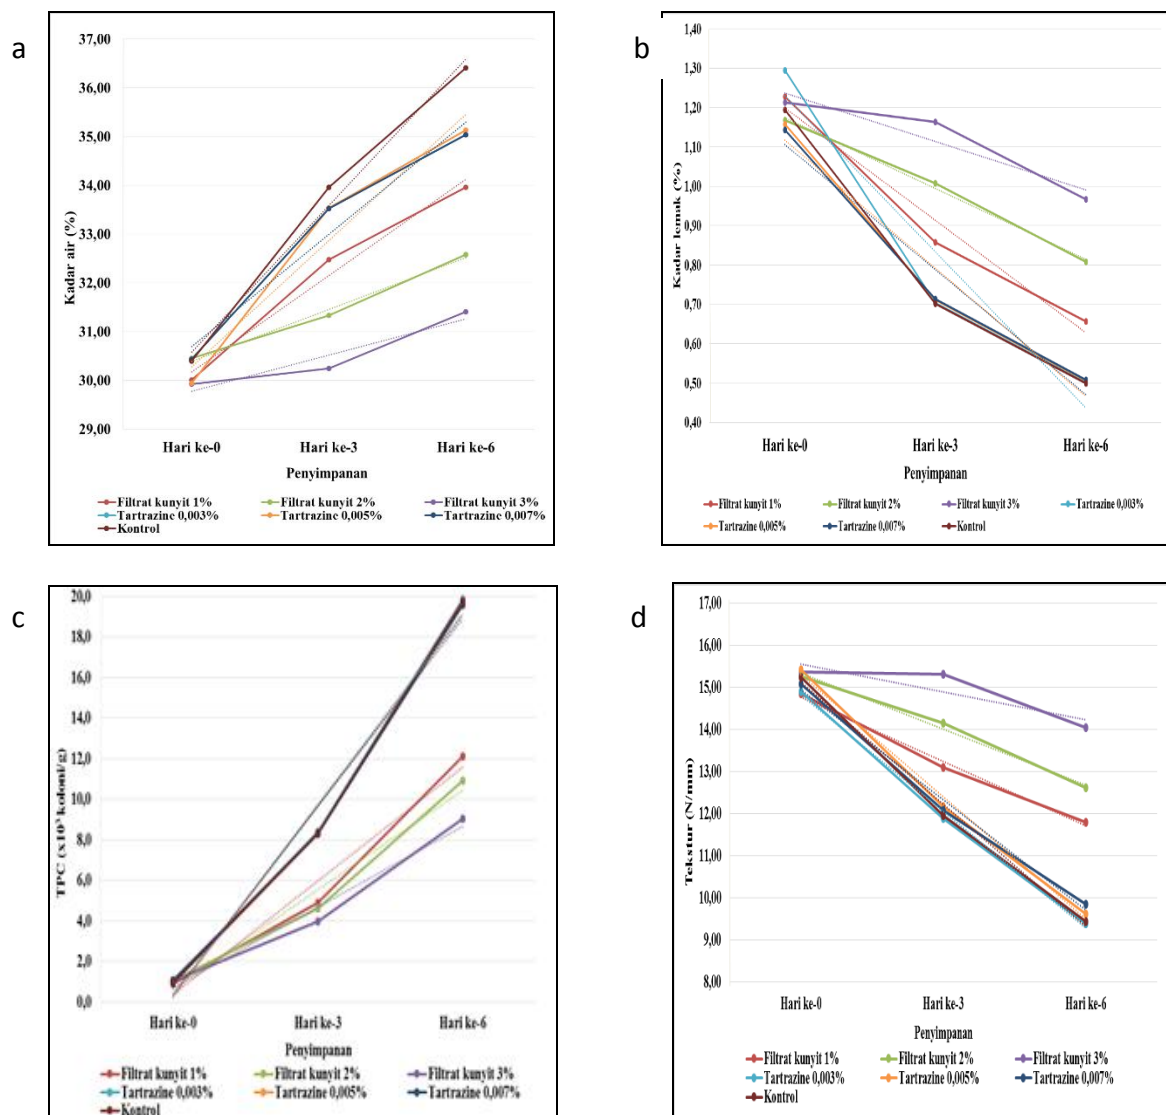 a
37,00
36,00
35,00
34,00
33,00
32,00
31,00
30,00
29,00
Kadar air (%)
Hari ke-0 Hari ke-3 Hari ke-6
Penyimpanan
Filtrat kunyit 1% Filtrat kunyit 2% Filtrat kunyit 3%
Tartrazine 0,003% Tartrazine 0,005% Tartrazine 0,007%
Kontrol
b
1,40
1,30
1,20
1,10
1,00
0,90
0,80
0,70
0,60
0,50
0,40
Kadar lemak (%)
Hari ke-0 Hari ke-3 Hari ke-6
Penyimpanan
Filtrat kunyit 1% Filtrat kunyit 2% Filtrat kunyit 3% Tartrazine 0,003%
Tartrazine 0,005% Tartrazine 0,007% Kontrol
c
20,0
18,0
16,0
14,0
12,0
10,0
8,0
6,0
4,0
2,0
0,0
TPC (x10³ koloni/g)
Hari ke-0 Hari ke-3 Hari ke-6
Penyimpanan
Filtrat kunyit 1% Filtrat kunyit 2% Filtrat kunyit 3%
Tartrazine 0,003% Tartrazine 0,005% Tartrazine 0,007%
Kontrol
d
17,00
16,00
15,00
14,00
13,00
12,00
11,00
10,00
9,00
8,00
Tekstur (N/mm)
Hari ke-0 Hari ke-3 Hari ke-6
Penyimpanan
Filtrat kunyit 1% Filtrat kunyit 2% Filtrat kunyit 3%
Tartrazine 0,003% Tartrazine 0,005% Tartrazine 0,007%
Kontrol